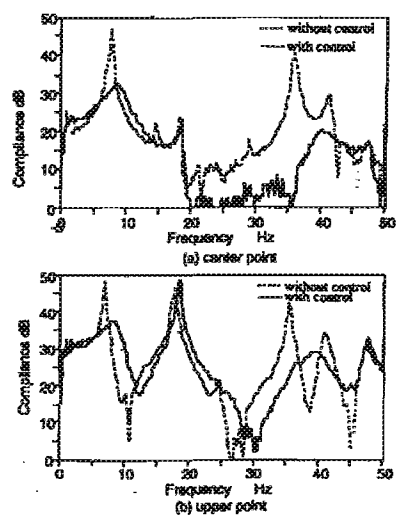 50
without control
with control
40
30
20
10
0
Compliance dB
0
10
20
30
40
50
Frequency Hz
(a) center point
50
without control
with control
40
30
20
10
0
Compliance dB
0
10
20
30
40
50
Frequency Hz
(b) upper point